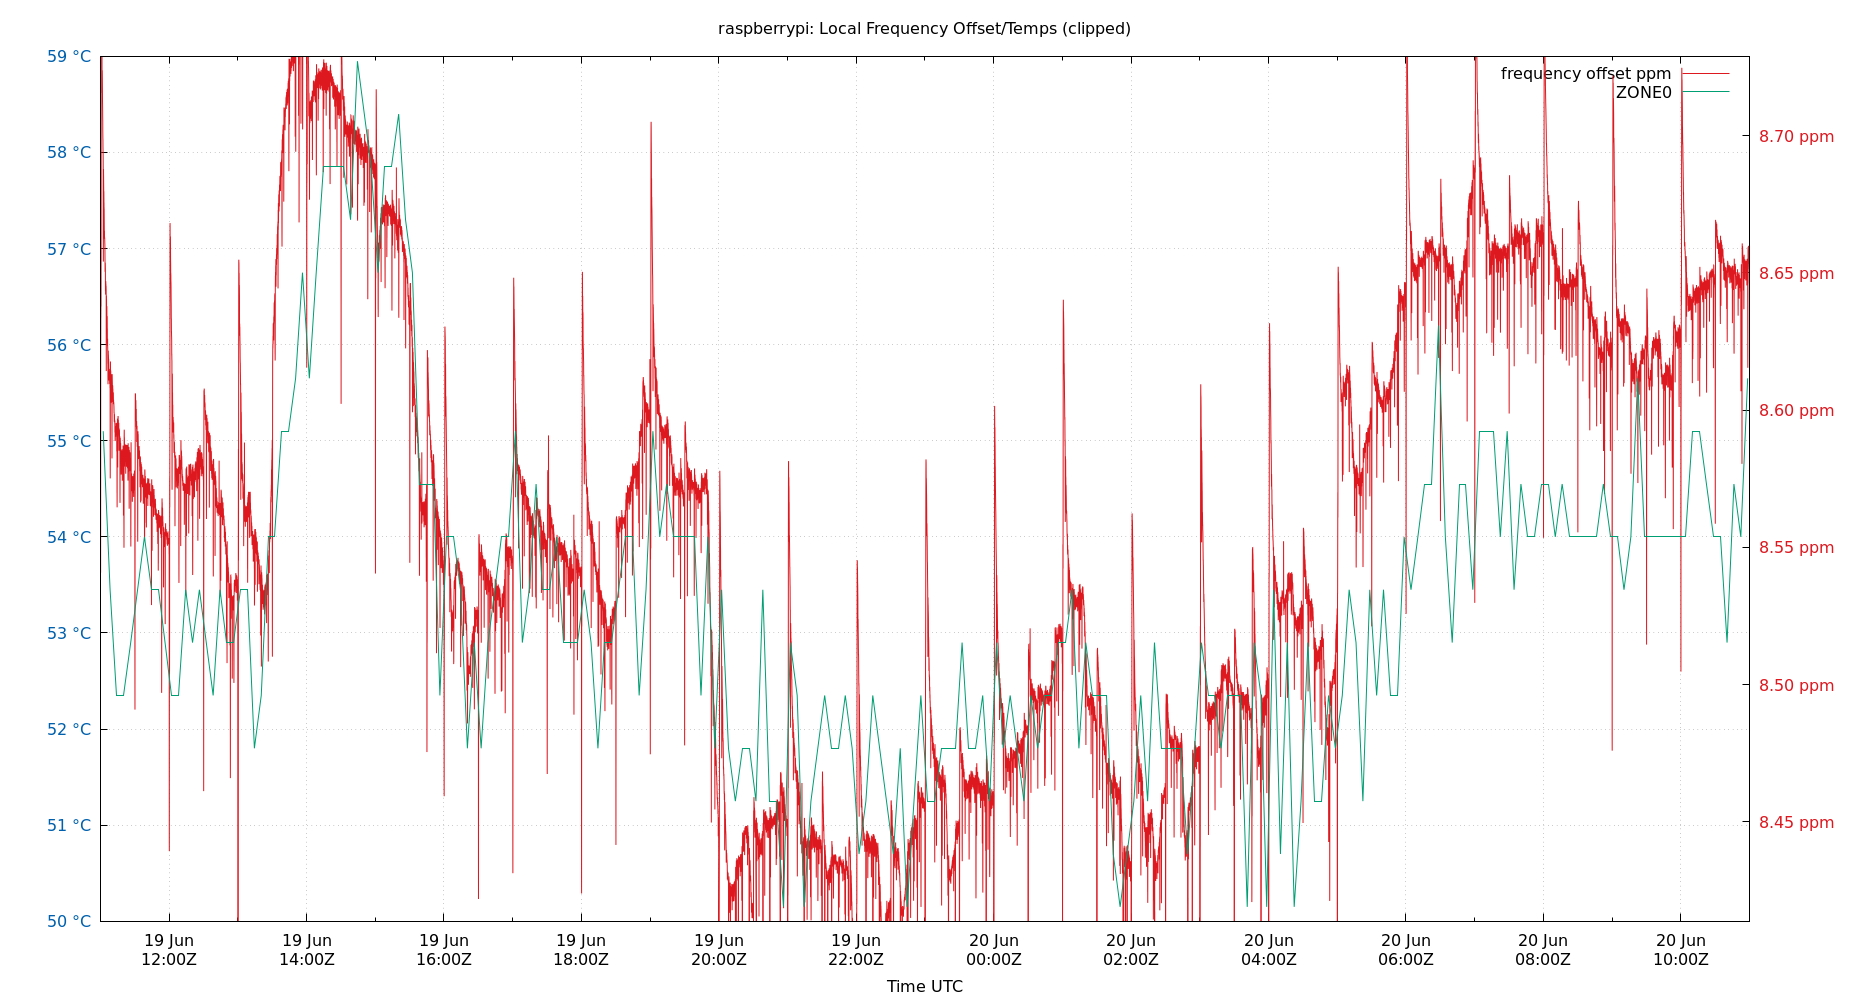 raspberrypi: Local Frequency Offset/Temps (clipped)
frequency offset ppm
ZONE0
59 °C
58 °C
57 °C
56 °C
55 °C
54 °C
53 °C
52 °C
51 °C
50 °C
8.70 ppm
8.65 ppm
8.60 ppm
8.55 ppm
8.50 ppm
8.45 ppm
19 Jun
12:00Z
19 Jun
14:00Z
19 Jun
16:00Z
19 Jun
18:00Z
19 Jun
20:00Z
19 Jun
22:00Z
20 Jun
00:00Z
20 Jun
02:00Z
20 Jun
04:00Z
20 Jun
06:00Z
20 Jun
08:00Z
20 Jun
10:00Z
Time UTC